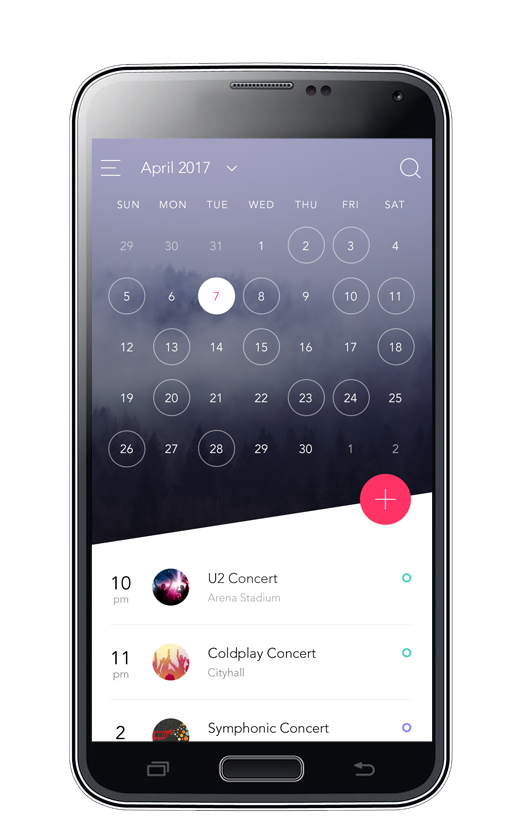 April 2017
SUN MON TUE WED THU FRI SAT
29 30 31 1 2 3 4
5 6 7 8 9 10 11
12 13 14 15 16 17 18
19 20 21 22 23 24 25
26 27 28 29 30 1 2
10 U2 Concert
pm Arena Stadium
11 Coldplay Concert
pm Cityhall
2 Symphonic Concert